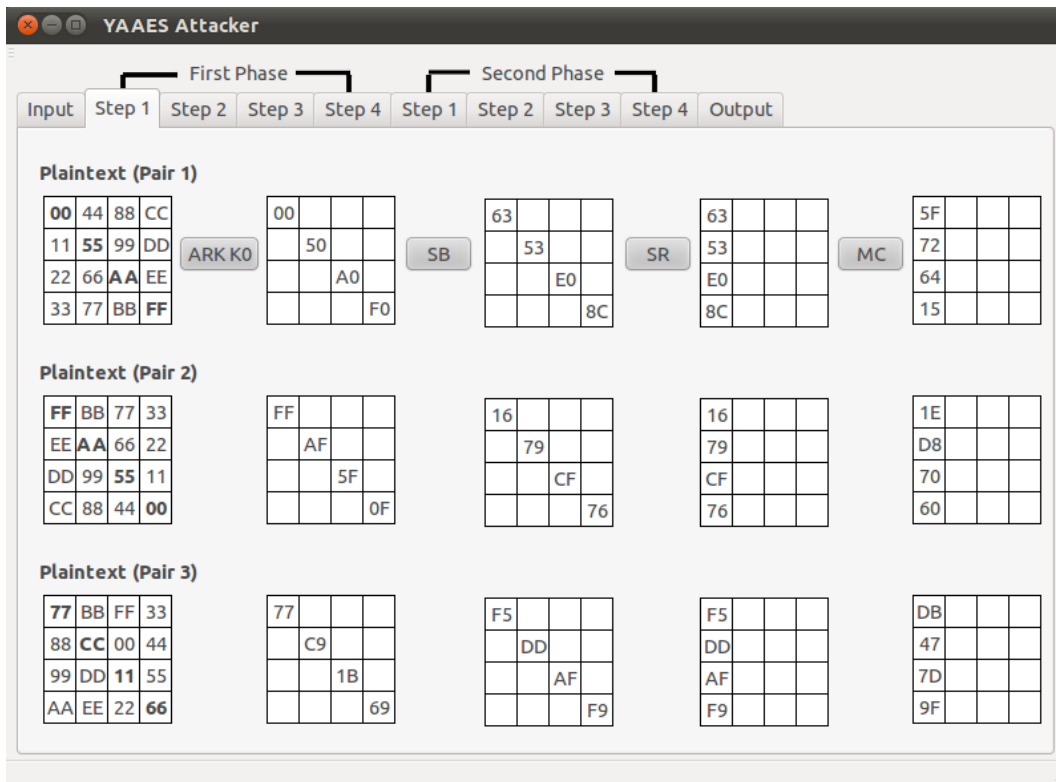 YAAES Attacker
First Phase Second Phase
Input Step 1 Step 2 Step 3 Step 4 Step 1 Step 2 Step 3 Step 4 Output
Plaintext (Pair 1)
00 44 88 CC 00 63 63 5F
11 55 99 DD 50 53 53 72
ARK K0 SB SR MC
22 66 AA EE A0 E0 E0 64
33 77 BB FF F0 8C 8C 15
Plaintext (Pair 2)
FF BB 77 33 FF 16 16 1E
EE AA 66 22 AF 79 79 D8
DD 99 55 11 5F CF CF 70
CC 88 44 00 0F 76 76 60
Plaintext (Pair 3)
77 BB FF 33 77 F5 F5 DB
88 CC 00 44 C9 DD DD 47
99 DD 11 55 1B AF AF 7D
AA EE 22 66 69 F9 F9 9F